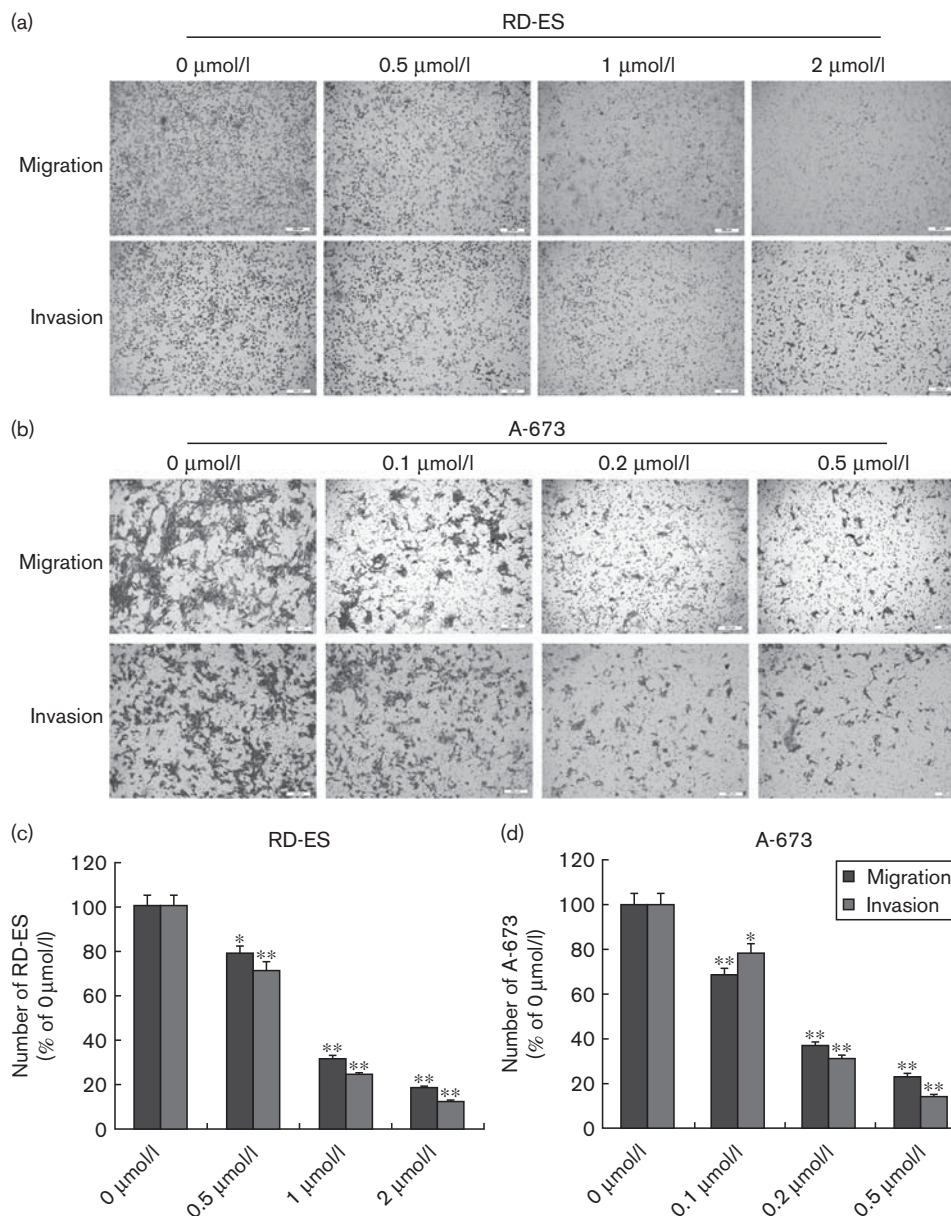 (a)
RD-ES
0 μmol/l 0.5 μmol/l 1 μmol/l 2 μmol/l
Migration
Invasion
(b)
A-673
0 μmol/l 0.1 μmol/l 0.2 μmol/l 0.5 μmol/l
Migration
Invasion
(c)
RD-ES
Number of RD-ES
(% of 0 μmol/l)
120
100
80
60
40
20
0
* **
** **
** **
0 μmol/l 0.5 μmol/l 1 μmol/l 2 μmol/l
(d)
A-673
Migration
Invasion
Number of A-673
(% of 0 μmol/l)
120
100
80
60
40
20
0
** *
** **
** **
0 μmol/l 0.1 μmol/l 0.2 μmol/l 0.5 μmol/l